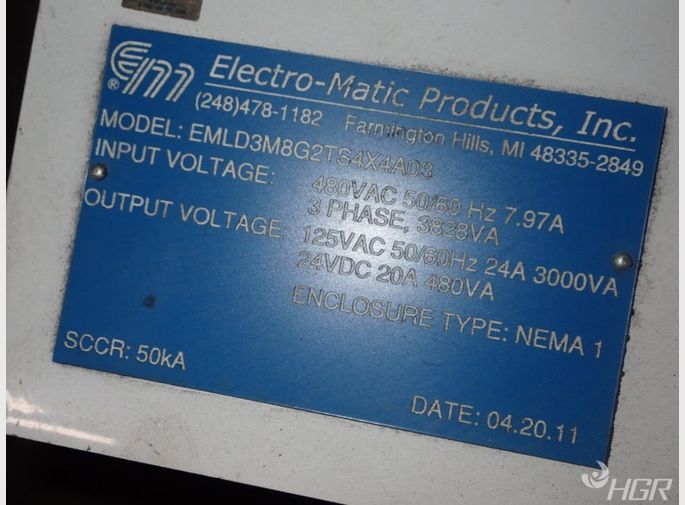 EM
®
Electro-Matic Products, Inc.
(248)478-1182 Farmington Hills, MI 48335-2849
MODEL: EMLD3M8G2TS4X4A03
INPUT VOLTAGE: 480VAC 50/60 Hz 7.97A
3 PHASE, 3828VA
OUTPUT VOLTAGE: 125VAC 50/60Hz 24A 3000VA
24VDC 20A 480VA
ENCLOSURE TYPE: NEMA 1
SCCR: 50kA
DATE: 04.20.11
HGR